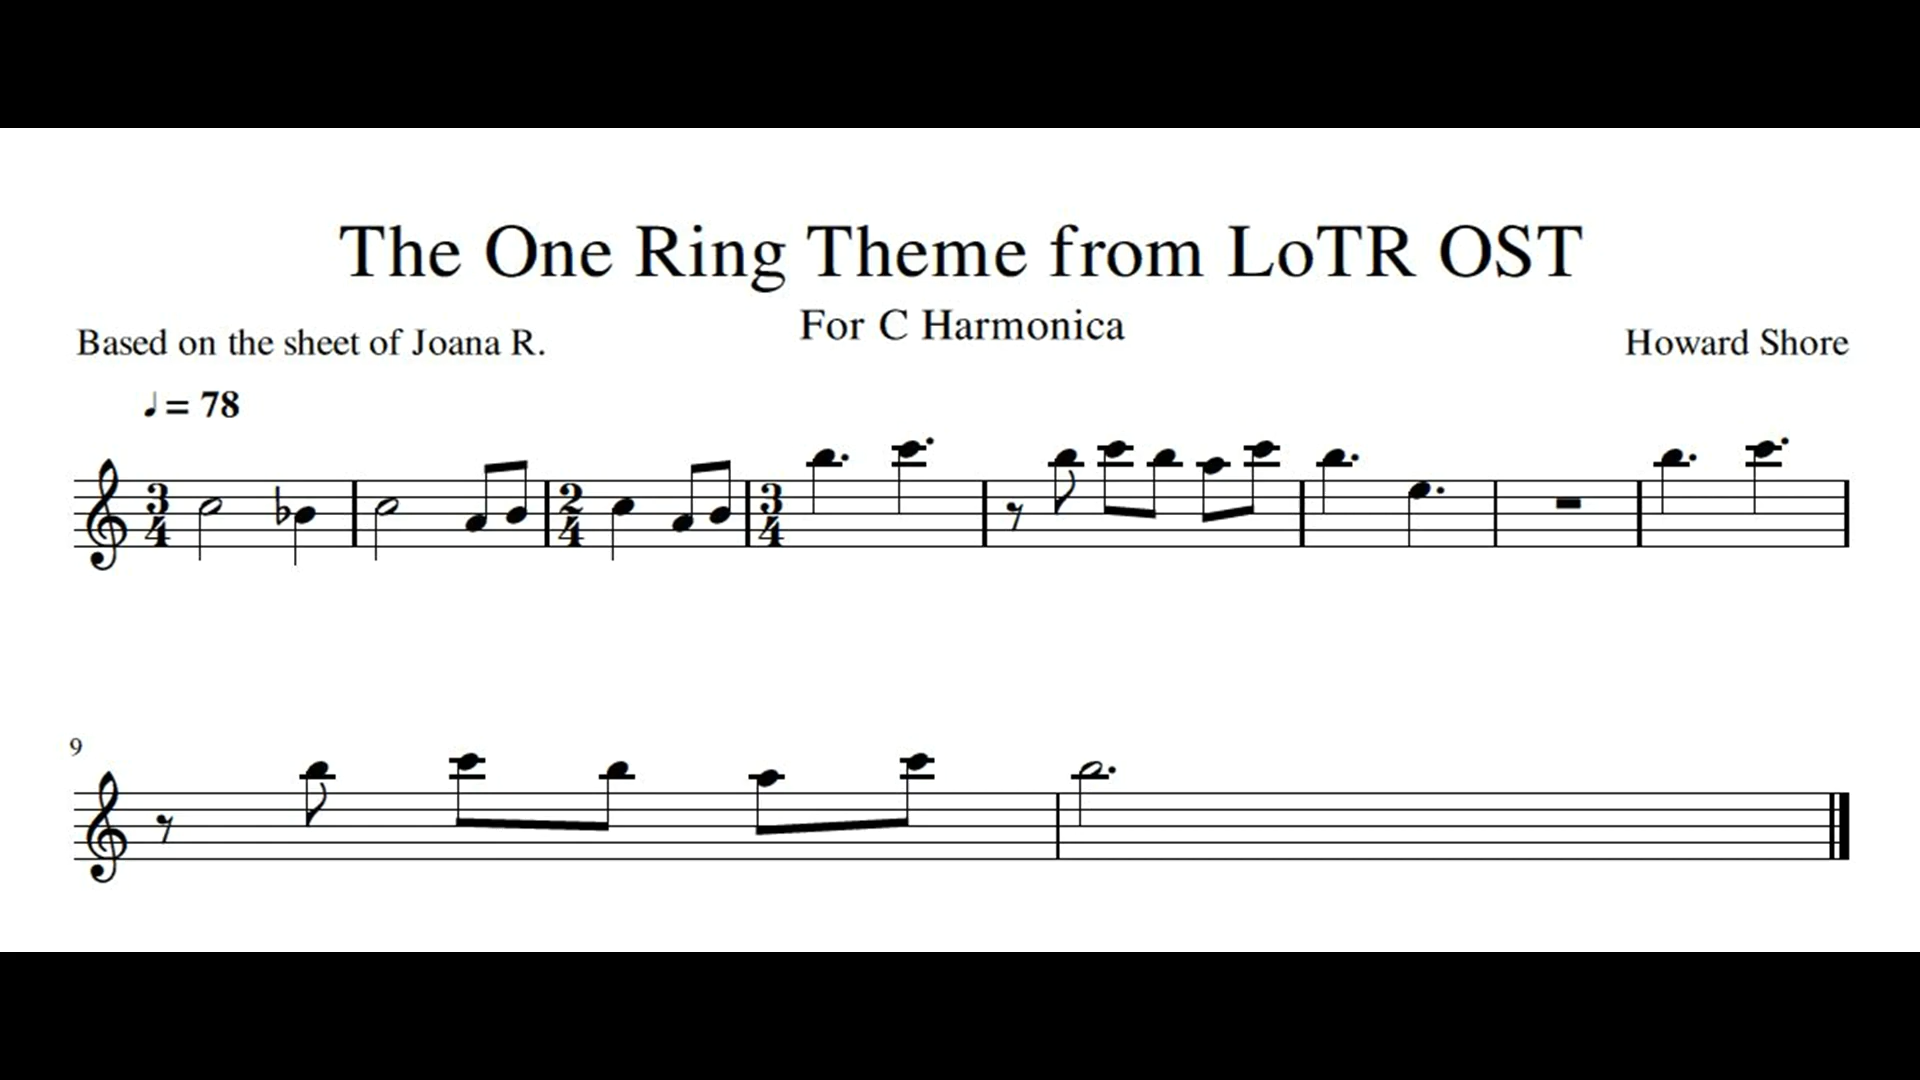 The One Ring Theme from LoTR OST
For C Harmonica
Based on the sheet of Joana R.
Howard Shore
♩ = 78
3/4
2/4
3/4
9